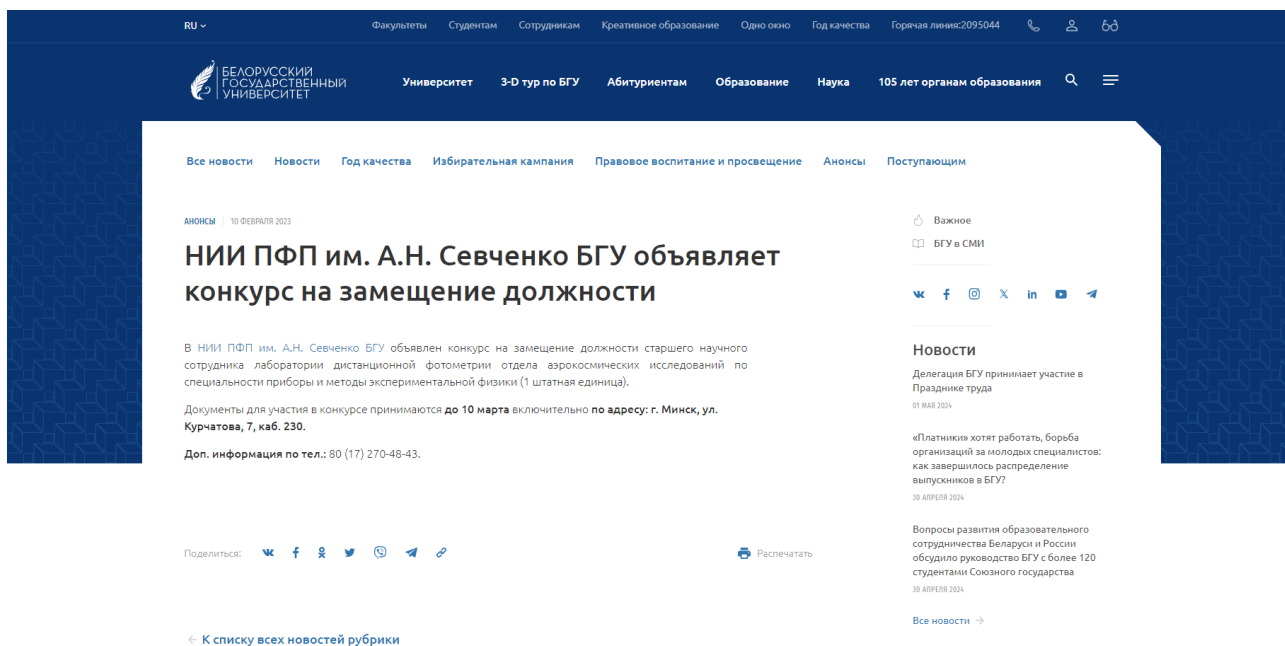 RU
Факультеты Студентам Сотрудникам Креативное образование Одно окно Год качества Горячая линия:2095044
БЕЛОРУССКИЙ
ГОСУДАРСТВЕННЫЙ
УНИВЕРСИТЕТ
Университет 3-D тур по БГУ Абитуриентам Образование Наука 105 лет органам образования
Все новости Новости Год качества Избирательная кампания Правовое воспитание и просвещение Анонсы Поступающим
АНОНСЫ | 10 ФЕВРАЛЯ 2023
НИИ ПФП им. А.Н. Севченко БГУ объявляет
конкурс на замещение должности
В НИИ ПФП им. А.Н. Севченко БГУ объявлен конкурс на замещение должности старшего научного
сотрудника лаборатории дистанционной фотометрии отдела аэрокосмических исследований по
специальности приборы и методы экспериментальной физики (1 штатная единица).
Документы для участия в конкурсе принимаются до 10 марта включительно по адресу: г. Минск, ул.
Курчатова, 7, каб. 230.
Доп. информация по тел.: 80 (17) 270-48-43.
Поделиться:
Распечатать
К списку всех новостей рубрики
Важное
БГУ в СМИ
Новости
Делегация БГУ принимает участие в
Празднике труда
01 МАЯ 2024
«Платники» хотят работать, борьба
организаций за молодых специалистов:
как завершилось распределение
выпускников в БГУ?
30 АПРЕЛЯ 2024
Вопросы развития образовательного
сотрудничества Беларуси и России
обсудило руководство БГУ с более 120
студентами Союзного государства
30 АПРЕЛЯ 2024
Все новости